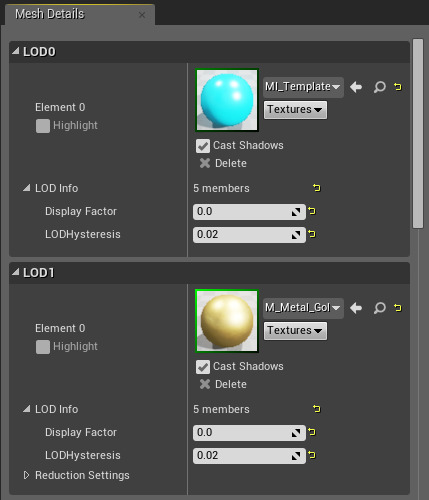 Mesh Details
LOD0
Element 0
Highlight
MI_Template
Textures
Cast Shadows
Delete
LOD Info 5 members
Display Factor 0.0
LODHysteresis 0.02
LOD1
Element 0
Highlight
M_Metal_Gol
Textures
Cast Shadows
Delete
LOD Info 5 members
Display Factor 0.0
LODHysteresis 0.02
Reduction Settings